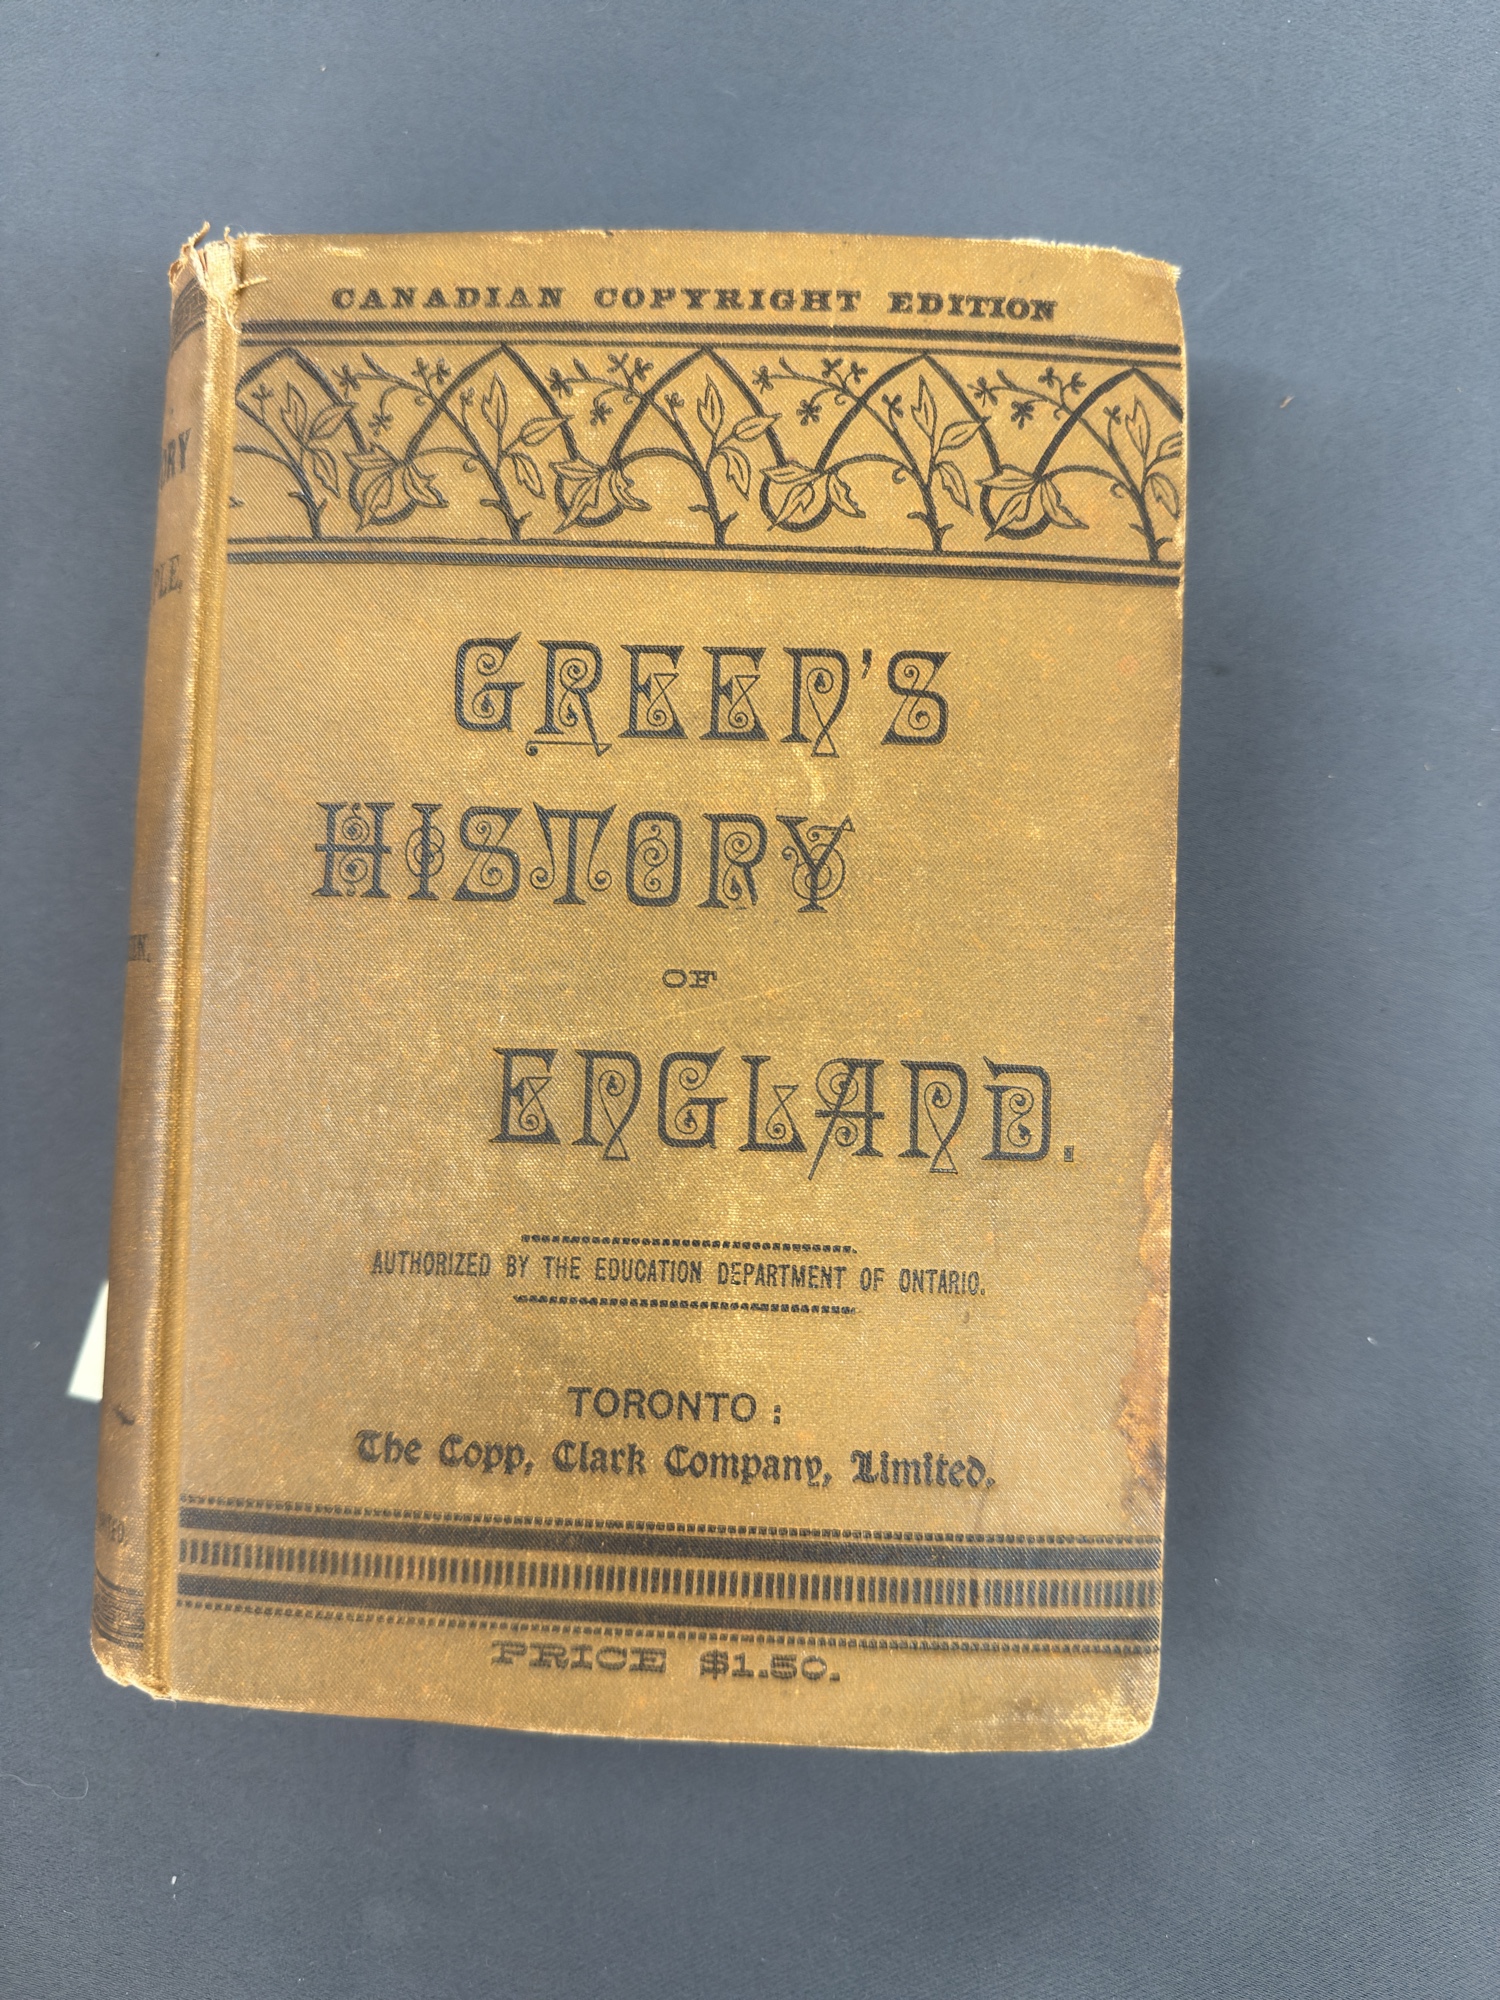 CANADIAN COPYRIGHT EDITION
GREEN'S
HISTORY
OF
ENGLAND.
AUTHORIZED BY THE EDUCATION DEPARTMENT OF ONTARIO.
TORONTO :
The Copp, Clark Company, Limited.
PRICE $1.50.